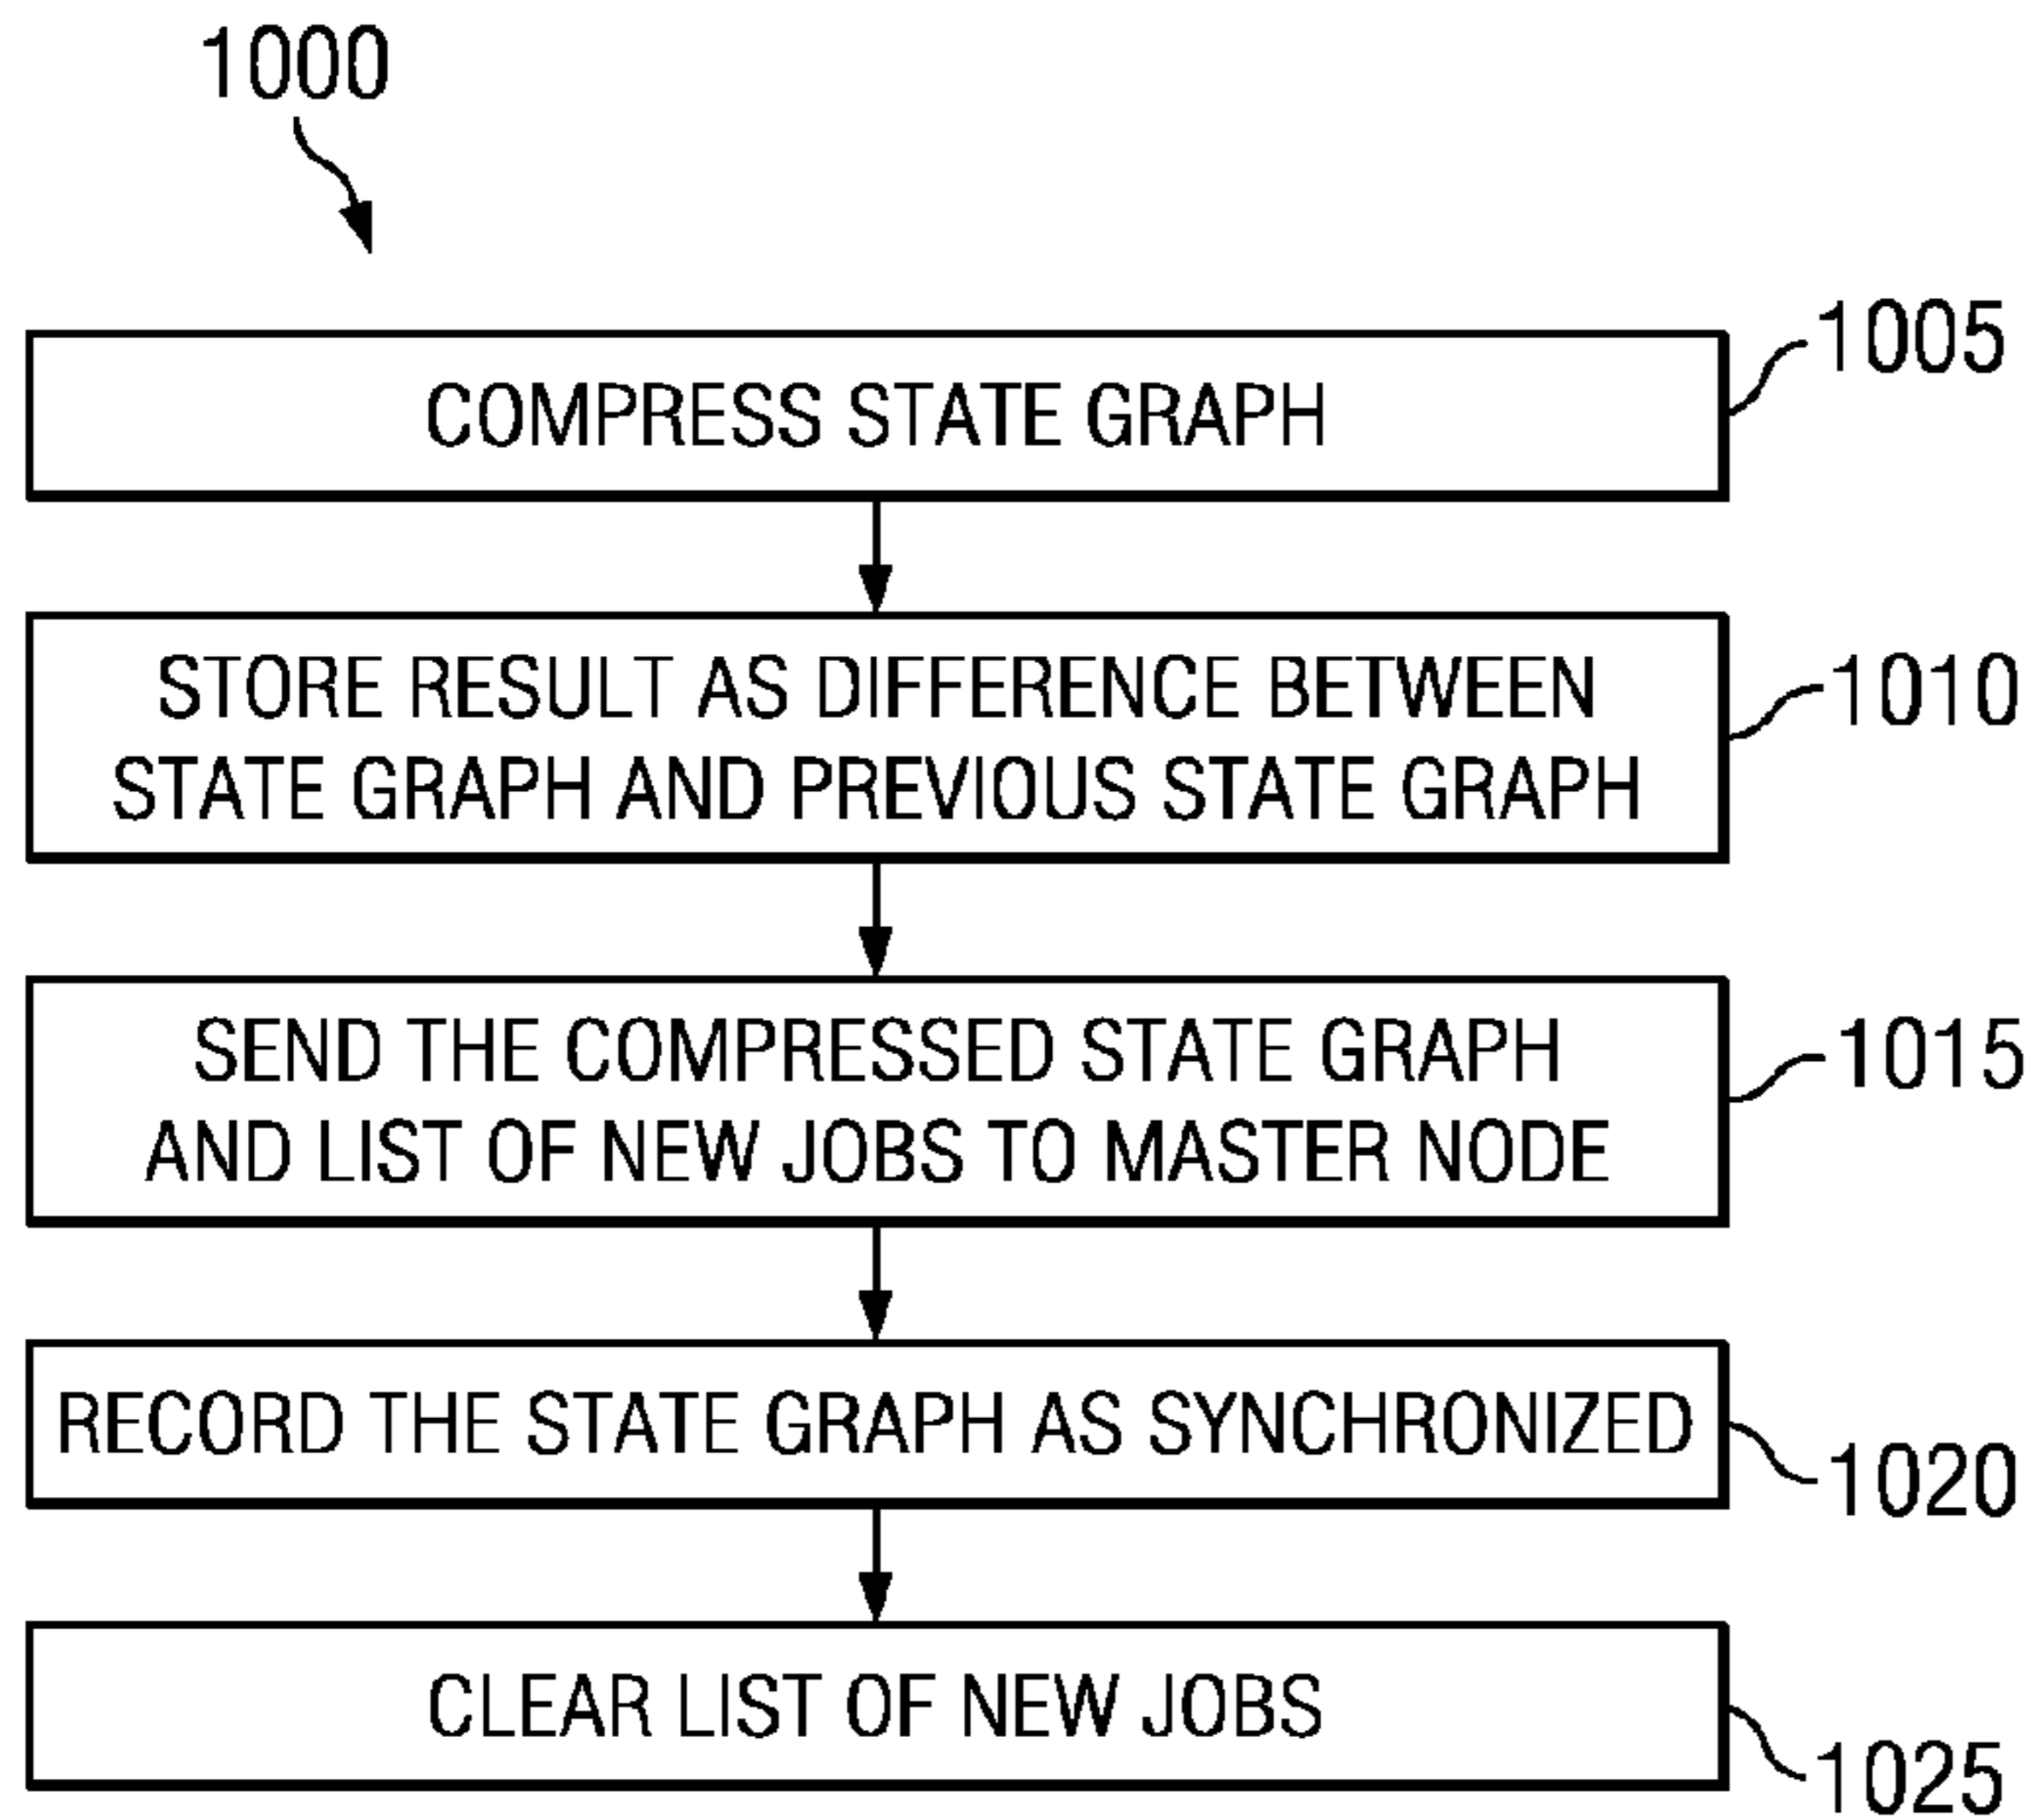 1000
COMPRESS STATE GRAPH
1005
STORE RESULT AS DIFFERENCE BETWEEN
STATE GRAPH AND PREVIOUS STATE GRAPH
1010
SEND THE COMPRESSED STATE GRAPH
AND LIST OF NEW JOBS TO MASTER NODE
1015
RECORD THE STATE GRAPH AS SYNCHRONIZED
1020
CLEAR LIST OF NEW JOBS
1025